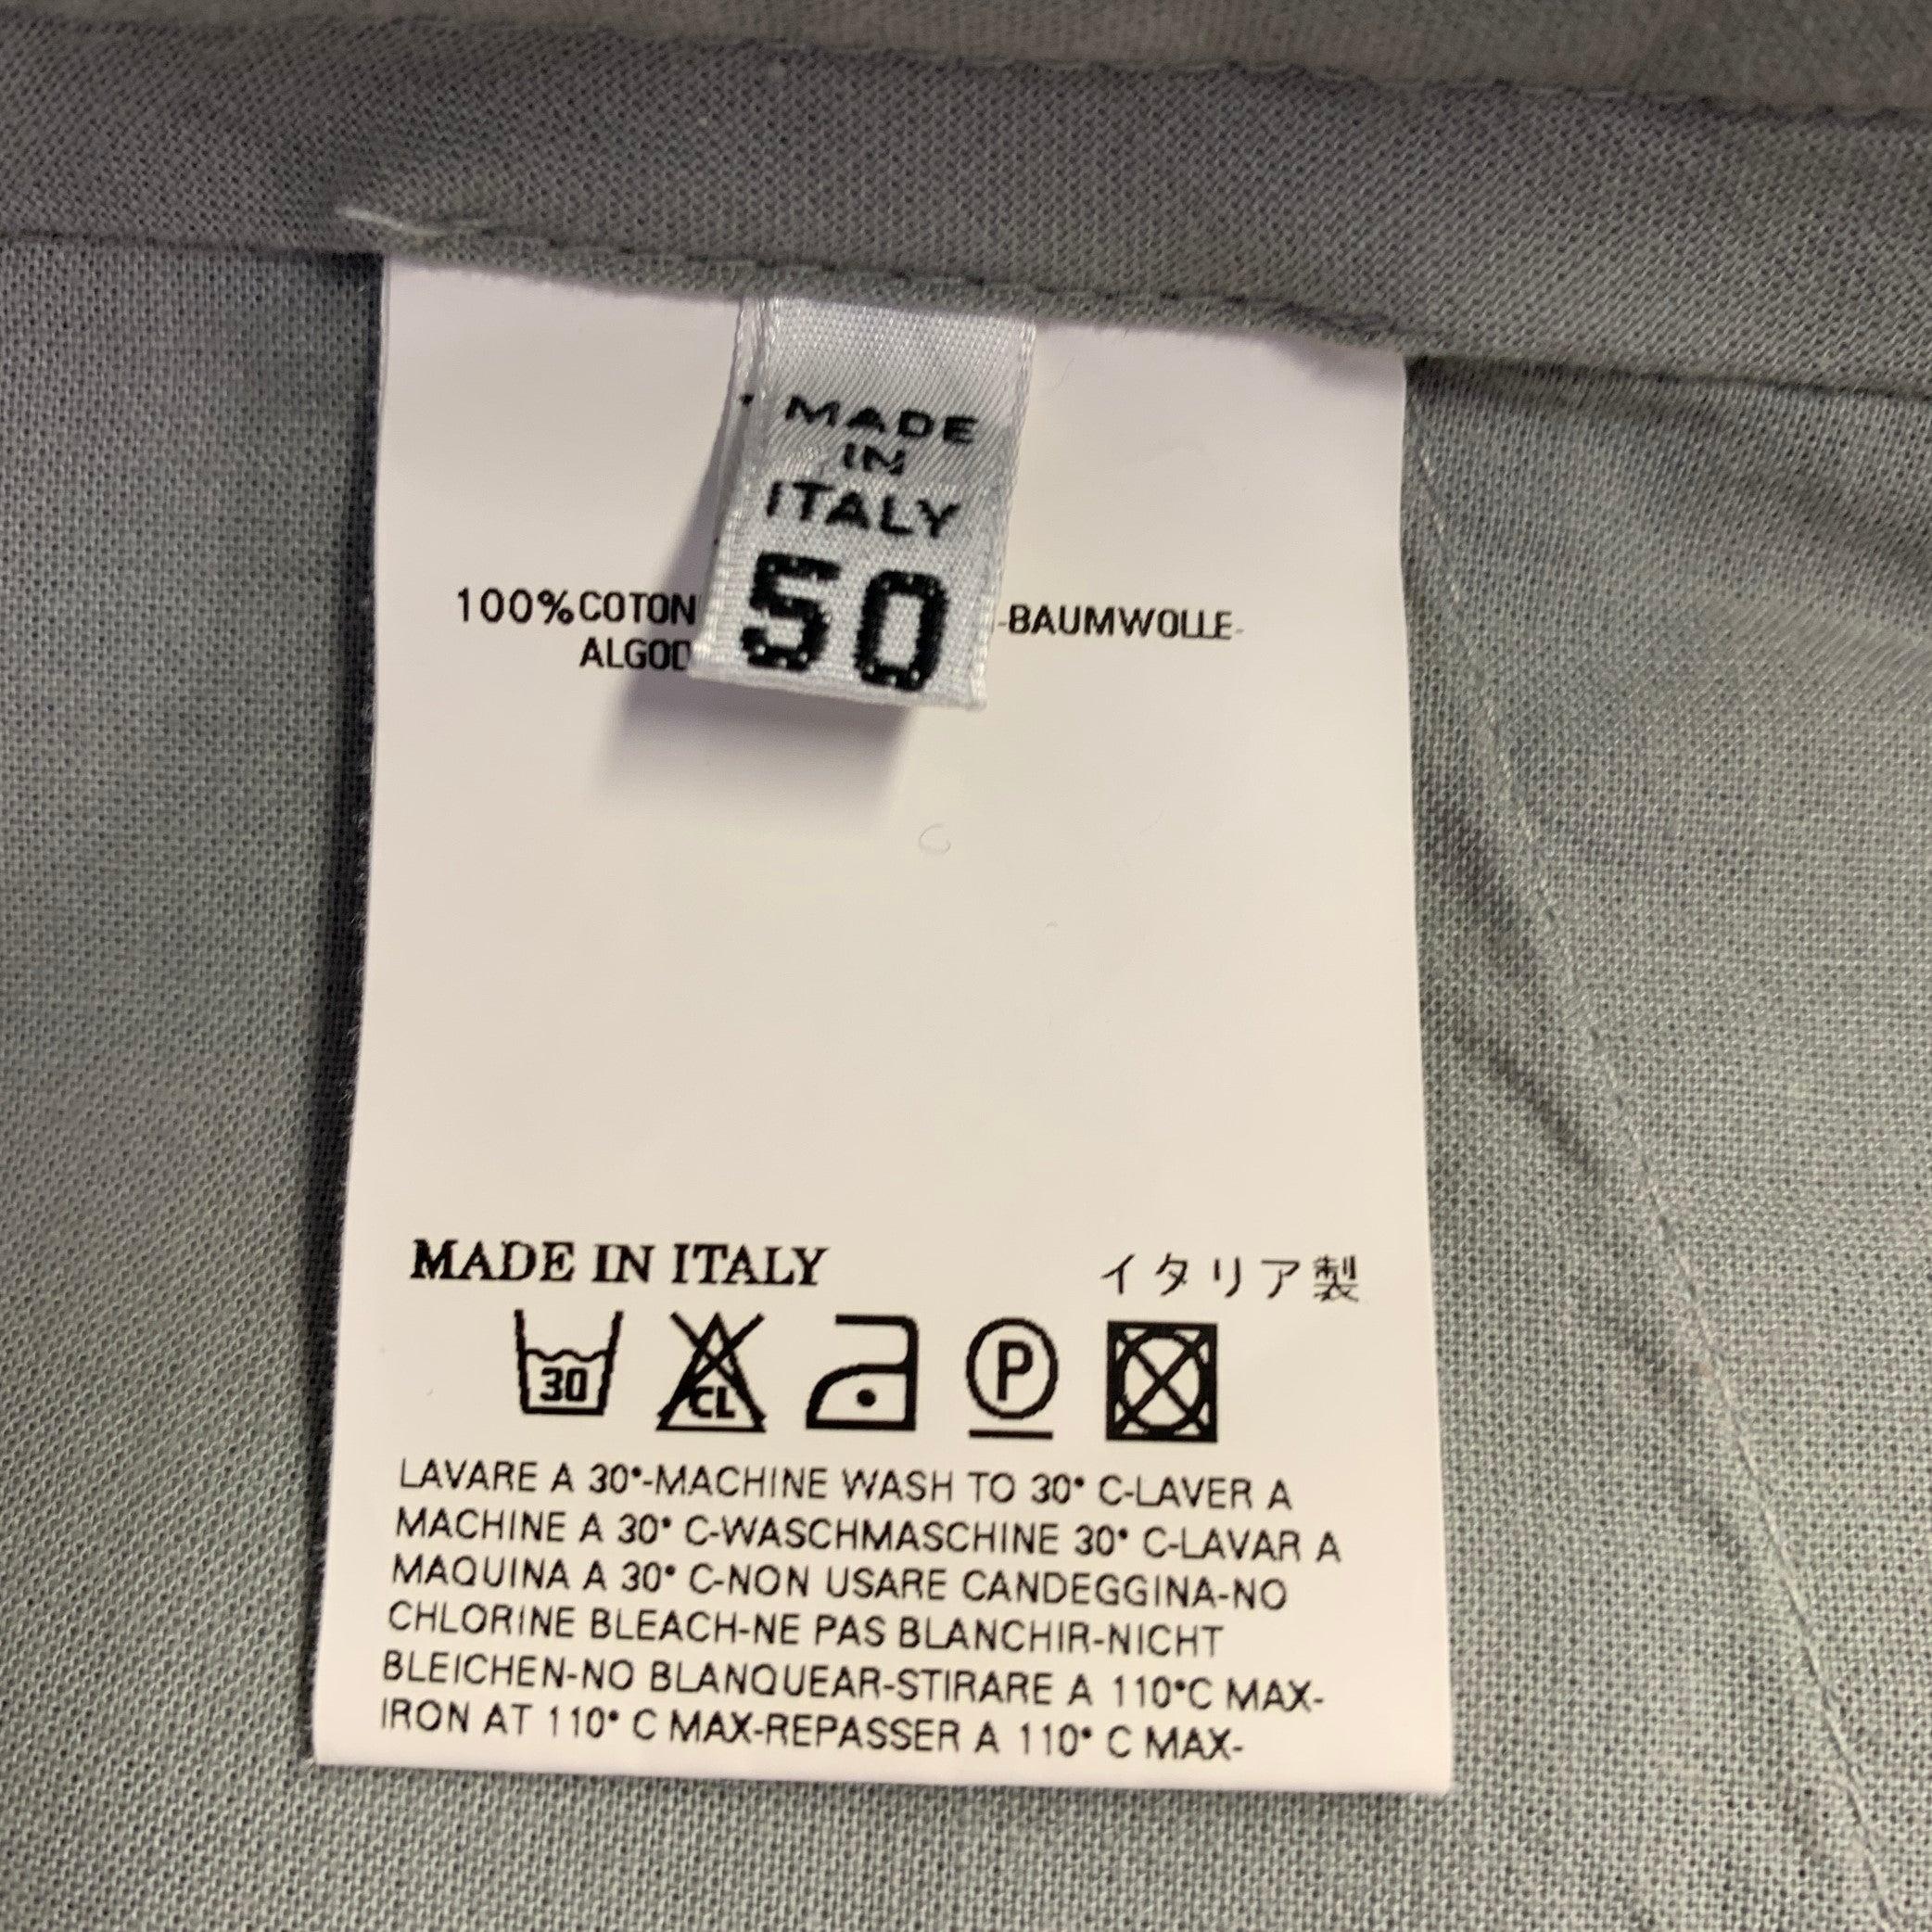 MADE
IN
ITALY
50
100%COTON -BAUMWOLLE-
MADE IN ITALY イタリア製
30 CL P
LAVARE A 30°-MACHINE WASH TO 30° C-LAVER A
MACHINE A 30° C-WASCHMASCHINE 30° C-LAVAR A
MAQUINA A 30° C-NON USARE CANDEGGINA-NO
CHLORINE BLEACH-NE PAS BLANCHIR-NICHT
BLEICHEN-NO BLANQUEAR-STIRARE A 110°C MAX-
IRON AT 110° C MAX-REPASSER A 110° C MAX-